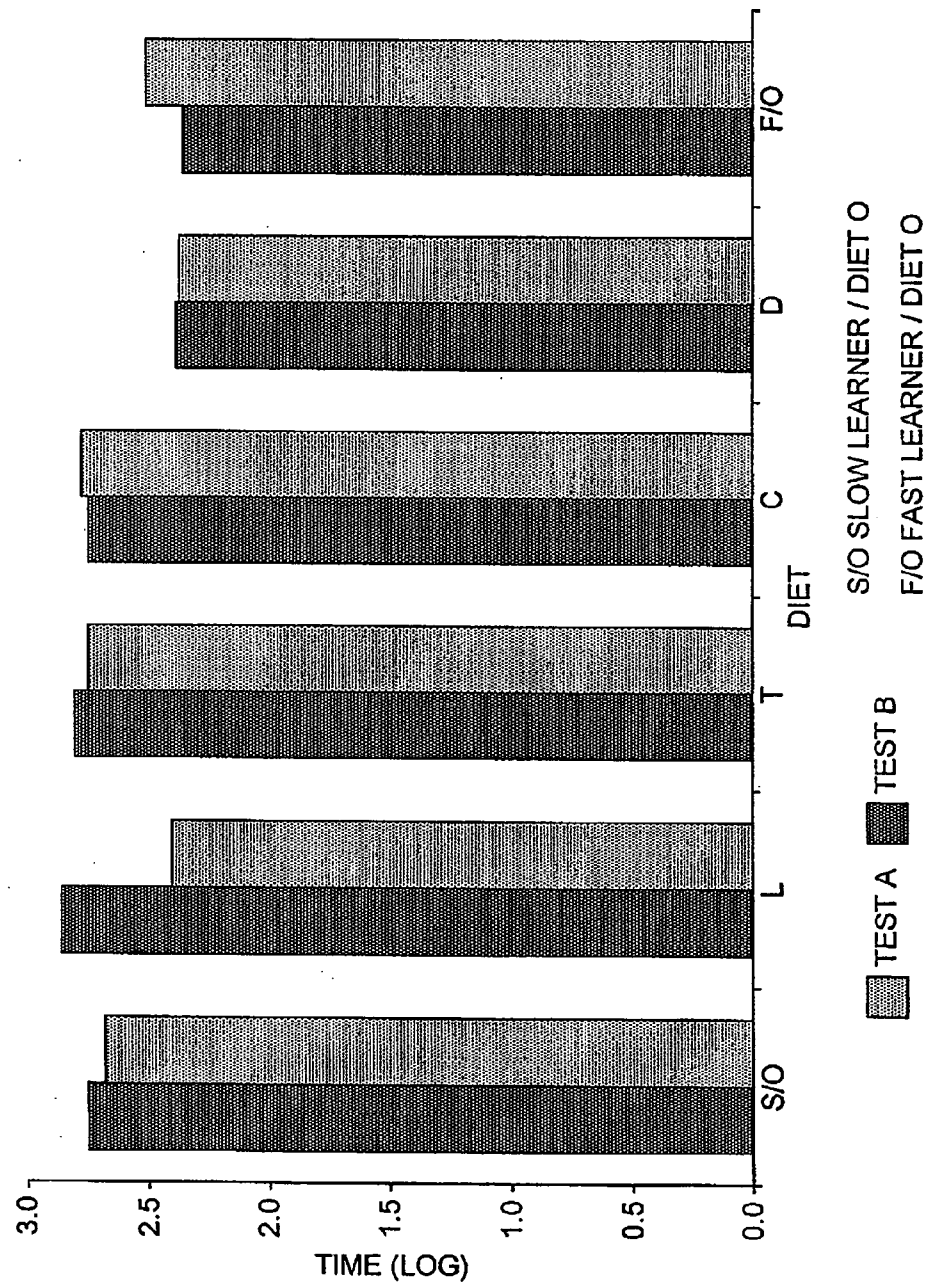 3.0
2.5
2.0
1.5
1.0
0.5
0.0
TIME (LOG)
S/O L T C D F/O
DIET
TEST A TEST B
S/O SLOW LEARNER / DIET O
F/O FAST LEARNER / DIET O